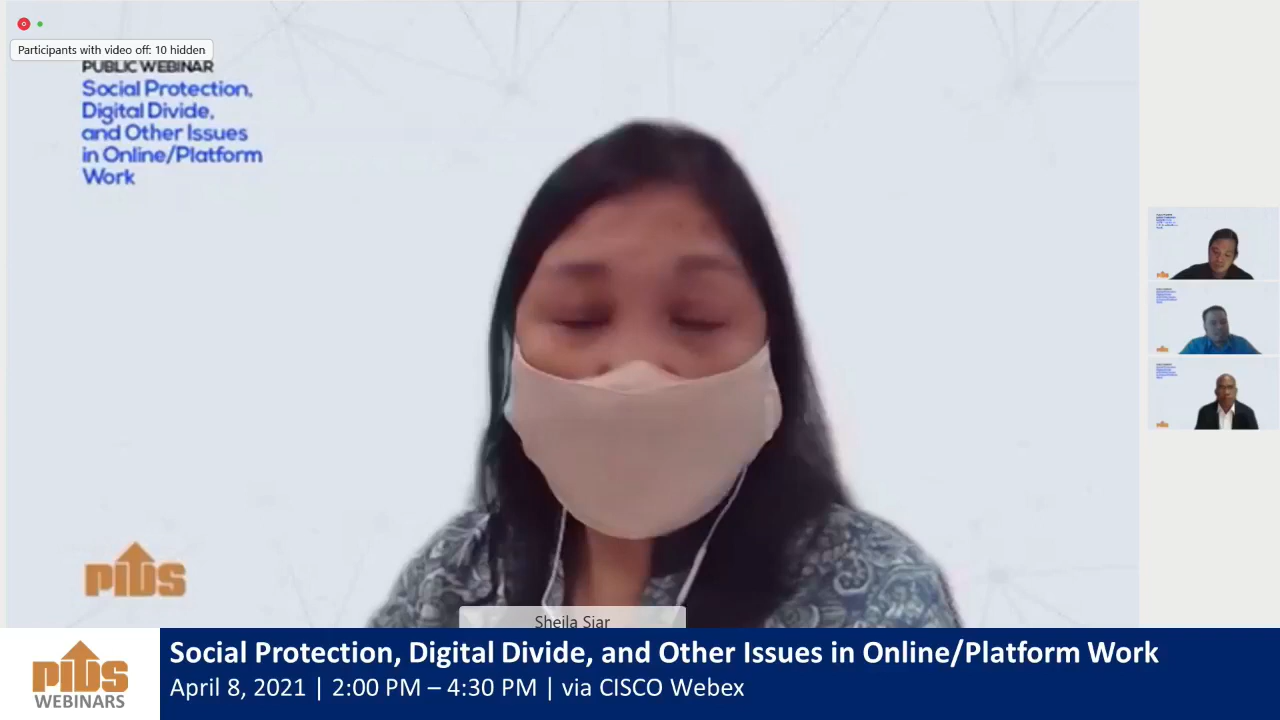 Participants with video off: 10 hidden
PUBLIC WEBINAR
Social Protection,
Digital Divide,
and Other Issues
in Online/Platform
Work
pids
Sheila Siar
pids
WEBINARS
Social Protection, Digital Divide, and Other Issues in Online/Platform Work
April 8, 2021 | 2:00 PM – 4:30 PM | via CISCO Webex